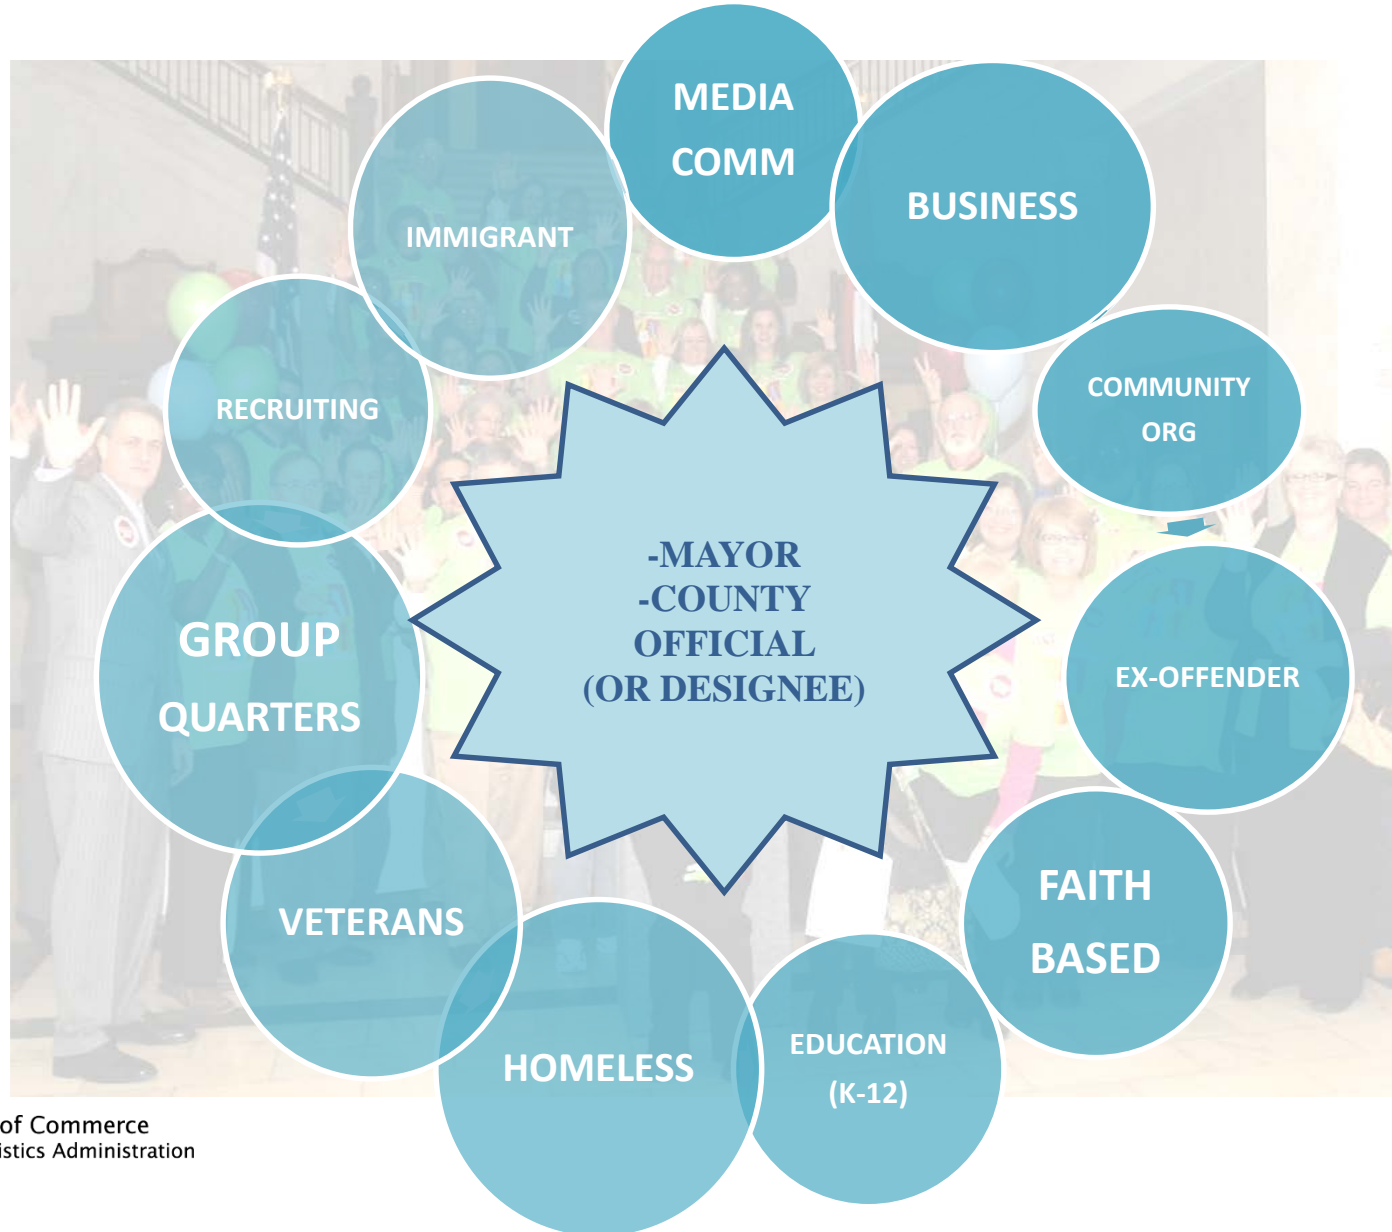 MEDIA
COMM
BUSINESS
COMMUNITY
ORG
EX-OFFENDER
FAITH
BASED
EDUCATION
(K-12)
HOMELESS
VETERANS
GROUP
QUARTERS
RECRUITING
IMMIGRANT
-MAYOR
-COUNTY
OFFICIAL
(OR DESIGNEE)
of Commerce
istics Administration